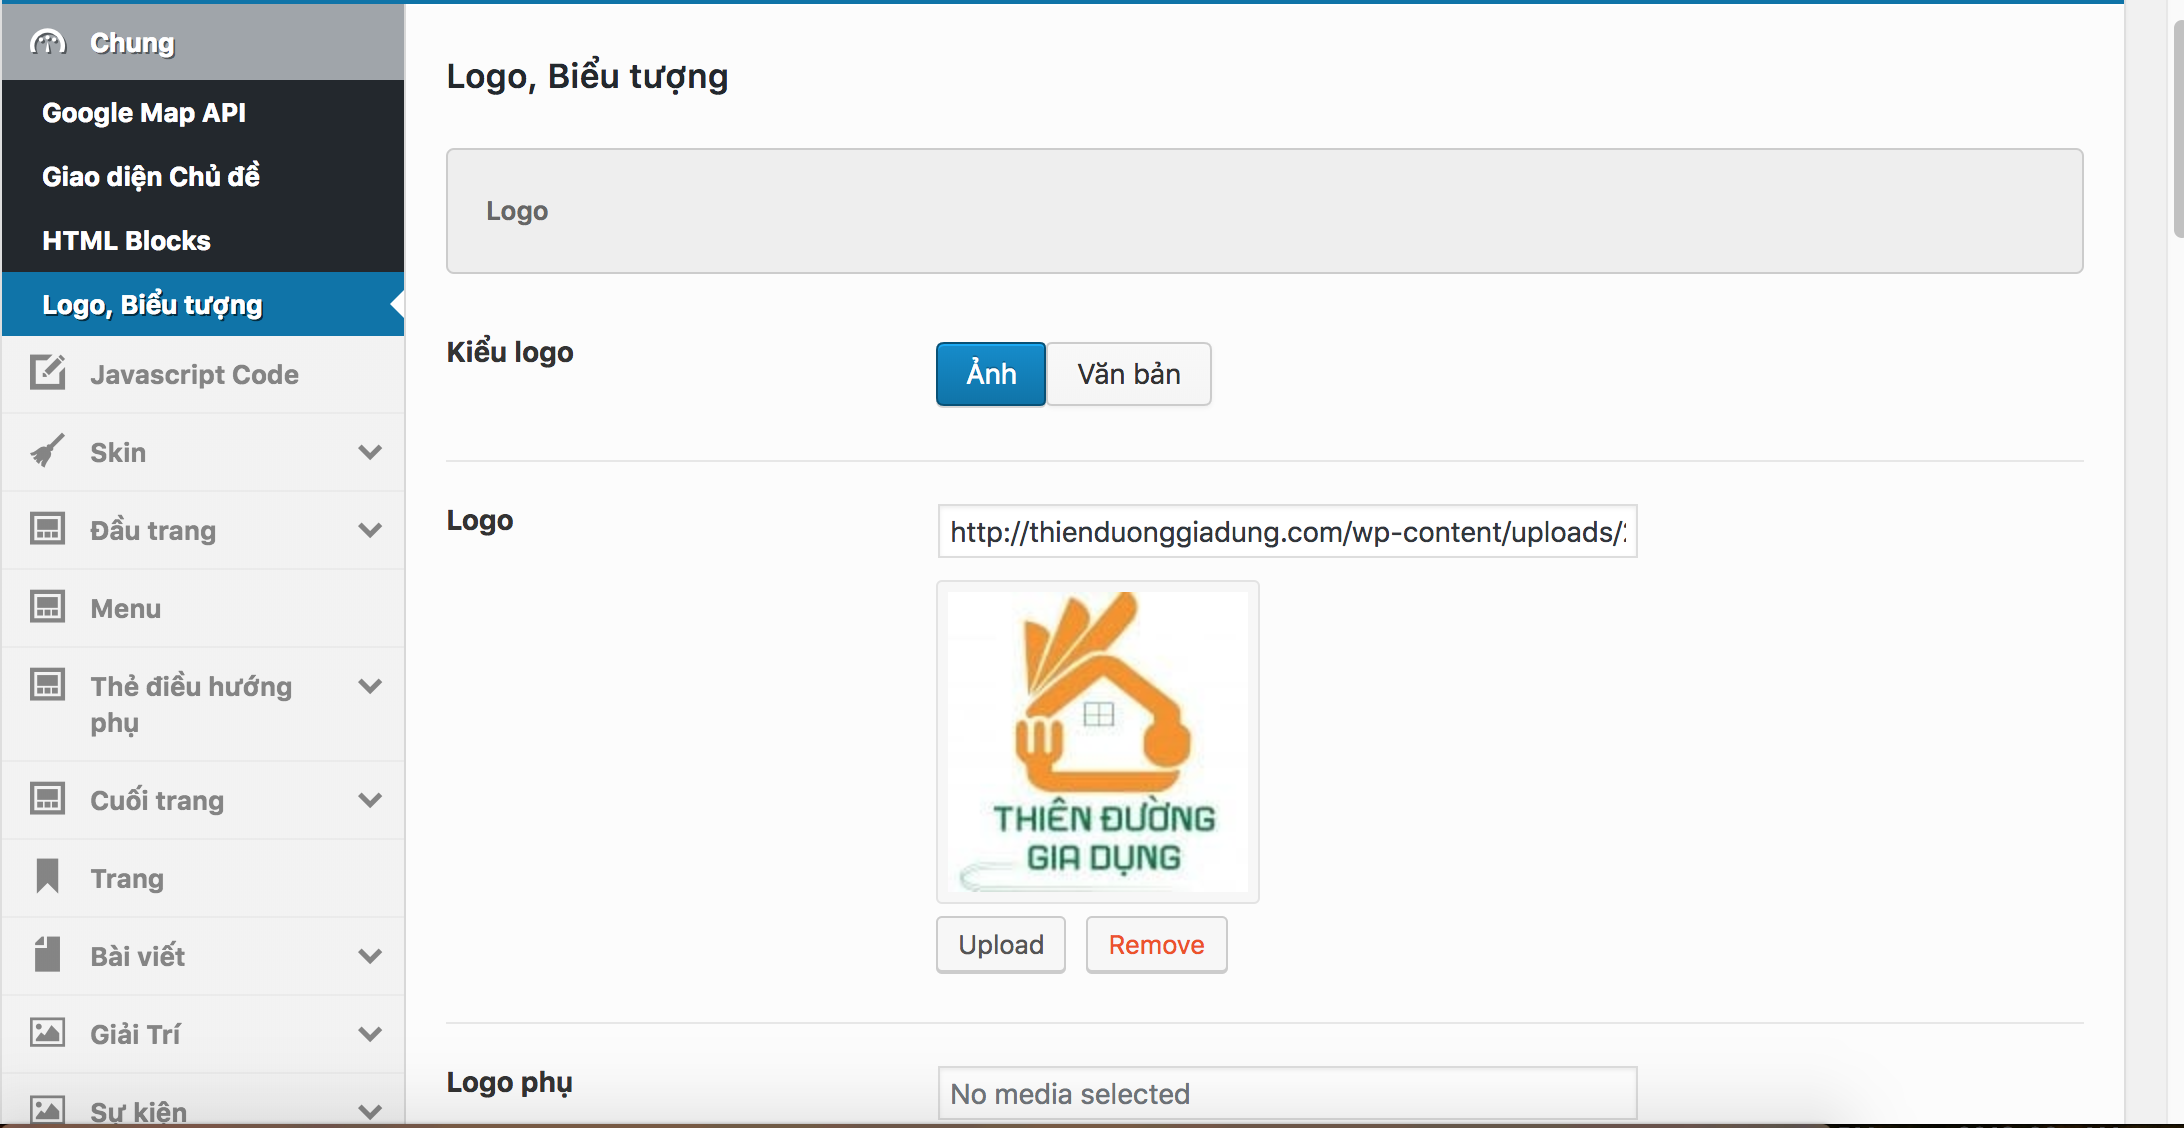 Chung
Google Map API
Giao diện Chủ đề
HTML Blocks
Logo, Biểu tượng
Javascript Code
Skin
Đầu trang
Menu
Thẻ điều hướng
phụ
Cuối trang
Trang
Bài viết
Giải Trí
Sự kiện
Logo, Biểu tượng
Logo
Kiểu logo
Ảnh
Văn bản
Logo
http://thienduonggiadung.com/wp-content/uploads/
THIÊN ĐƯỜNG
GIA DỤNG
Upload
Remove
Logo phụ
No media selected